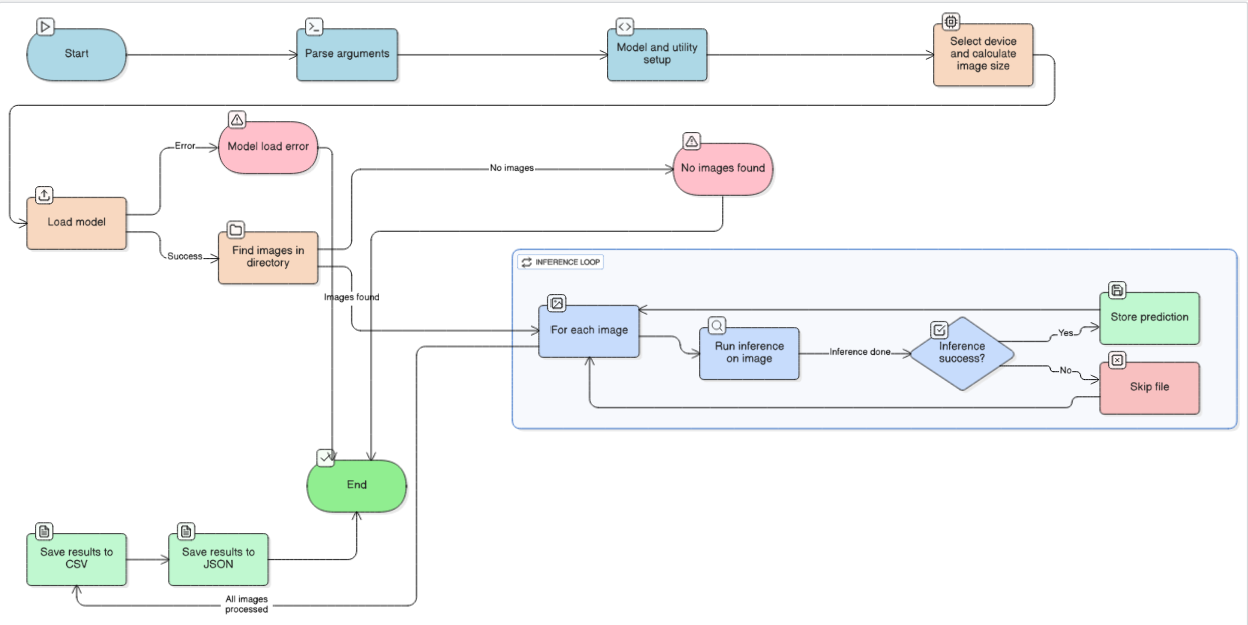 Start
Parse arguments
Model and utility
setup
Select device
and calculate
image size
Error
Model load error
No images
No images found
Load model
Success
Find images in
directory
Images found
INFERENCE LOOP
For each image
Run inference
on image
Inference done
Inference
success?
Yes
Store prediction
No
Skip file
End
Save results to
CSV
Save results to
JSON
All images
processed